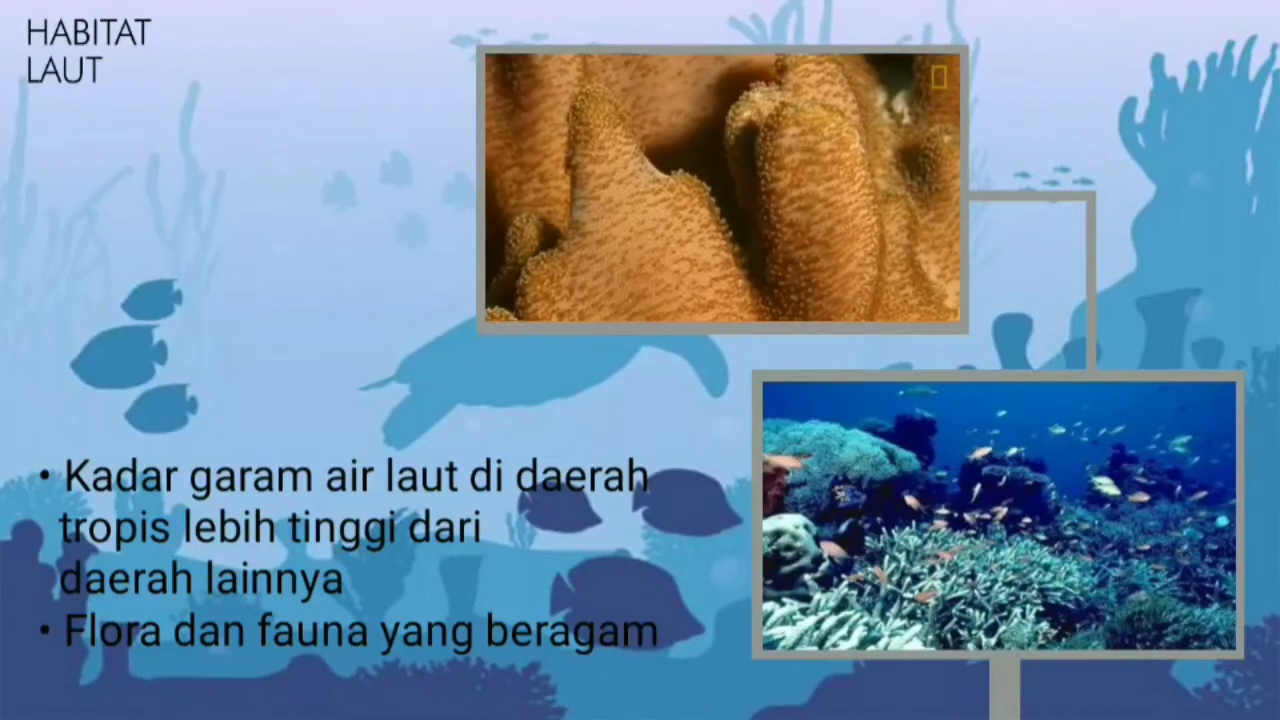 HABITAT
LAUT
• Kadar garam air laut di daerah
tropis lebih tinggi dari
daerah lainnya
• Flora dan fauna yang beragam